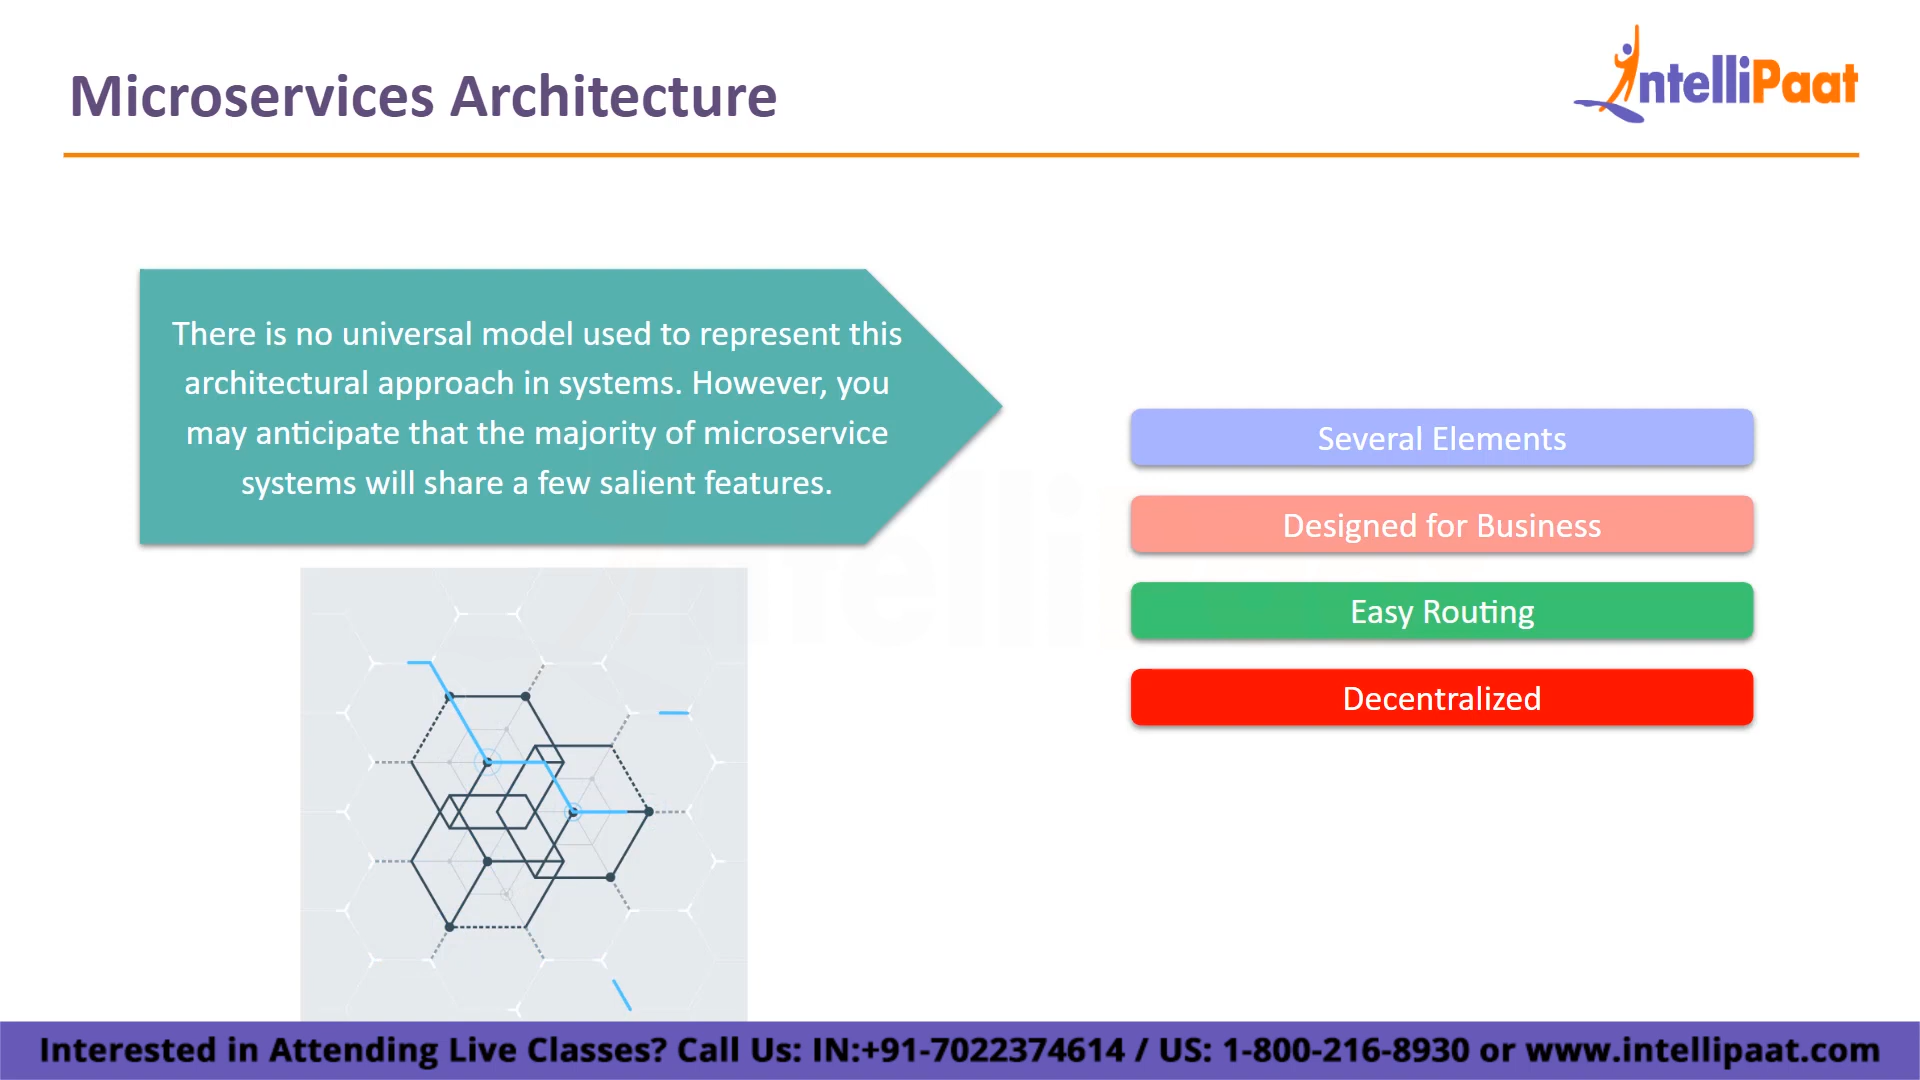 Microservices Architecture
IntelliPaat
There is no universal model used to represent this
architectural approach in systems. However, you
may anticipate that the majority of microservice
systems will share a few salient features.
Several Elements
Designed for Business
Easy Routing
Decentralized
Interested in Attending Live Classes? Call Us: IN:+91-7022374614 / US: 1-800-216-8930 or www.intellipaat.com